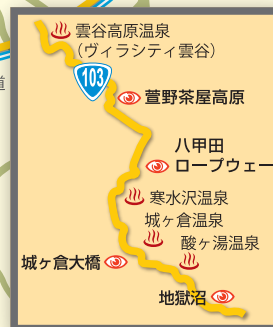 雲谷高原温泉
(ヴィラシティ雲谷)
103
道
萱野茶屋高原
八甲田
ロープウェー
寒水沢温泉
城ヶ倉温泉
酸ヶ湯温泉
城ヶ倉大橋
地獄沼